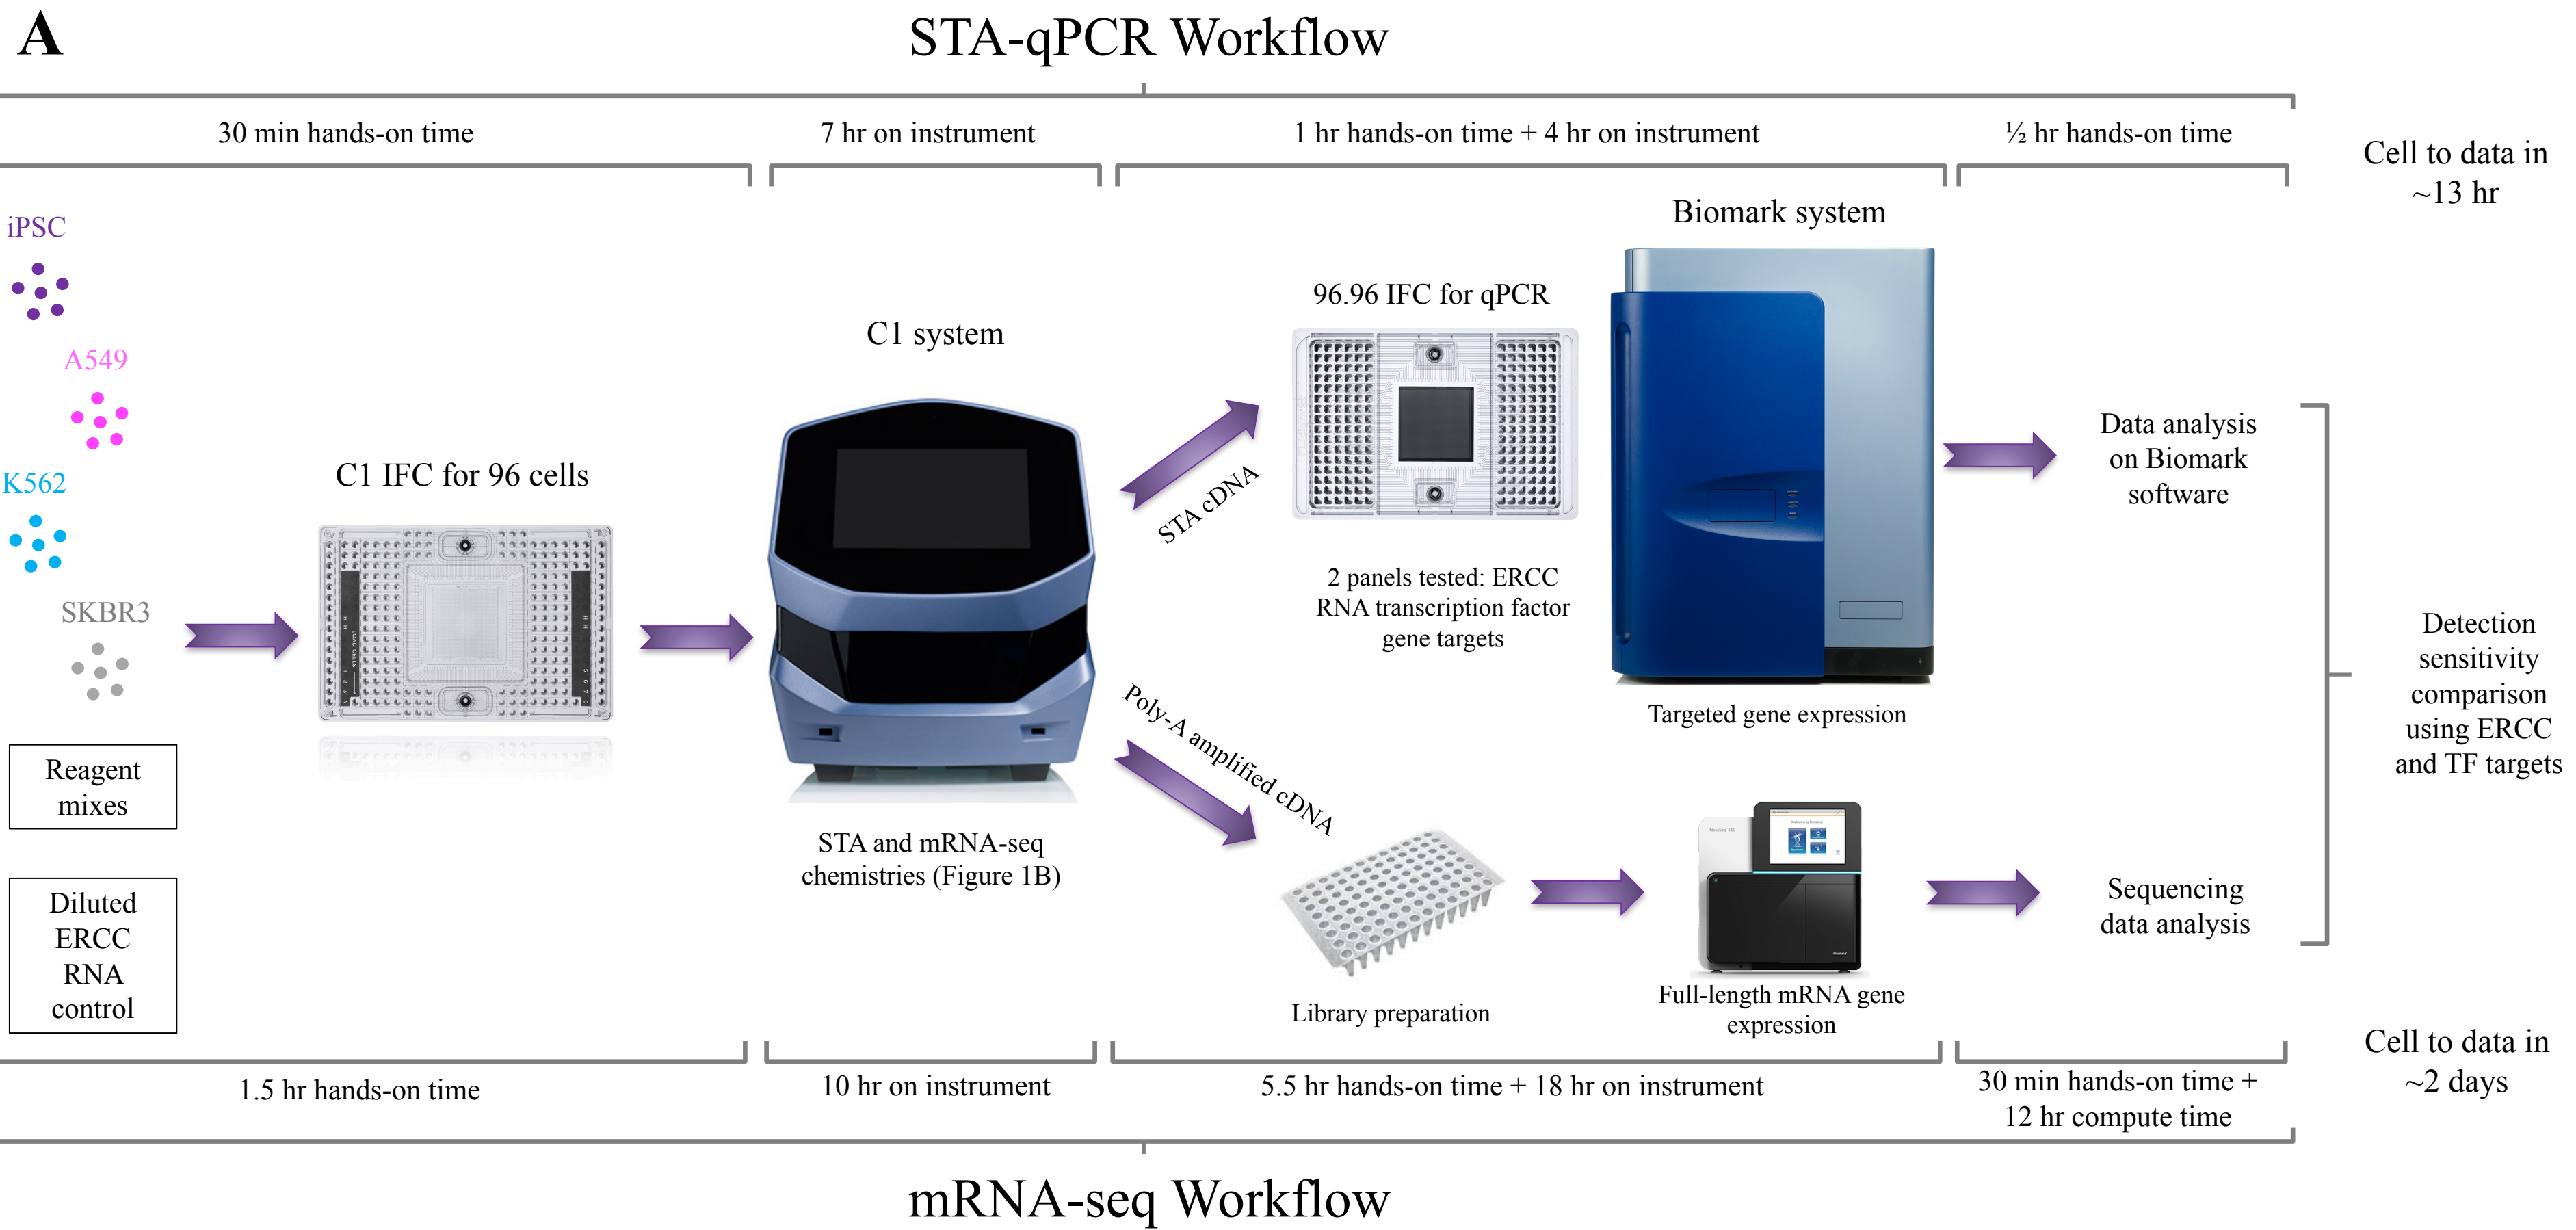 A
STA-qPCR Workflow
30 min hands-on time
7 hr on instrument
1 hr hands-on time + 4 hr on instrument
½ hr hands-on time
Cell to data in
~13 hr
iPSC
A549
K562
SKBR3
Reagent
mixes
Diluted
ERCC
RNA
control
C1 IFC for 96 cells
LOAD CELLS
C1 system
STA and mRNA-seq
chemistries (Figure 1B)
STA cDNA
Poly-A amplified cDNA
96.96 IFC for qPCR
2 panels tested: ERCC
RNA transcription factor
gene targets
Biomark system
Targeted gene expression
Data analysis
on Biomark
software
Library preparation
Full-length mRNA gene
expression
Sequencing
data analysis
Detection
sensitivity
comparison
using ERCC
and TF targets
1.5 hr hands-on time
10 hr on instrument
5.5 hr hands-on time + 18 hr on instrument
30 min hands-on time +
12 hr compute time
Cell to data in
~2 days
mRNA-seq Workflow